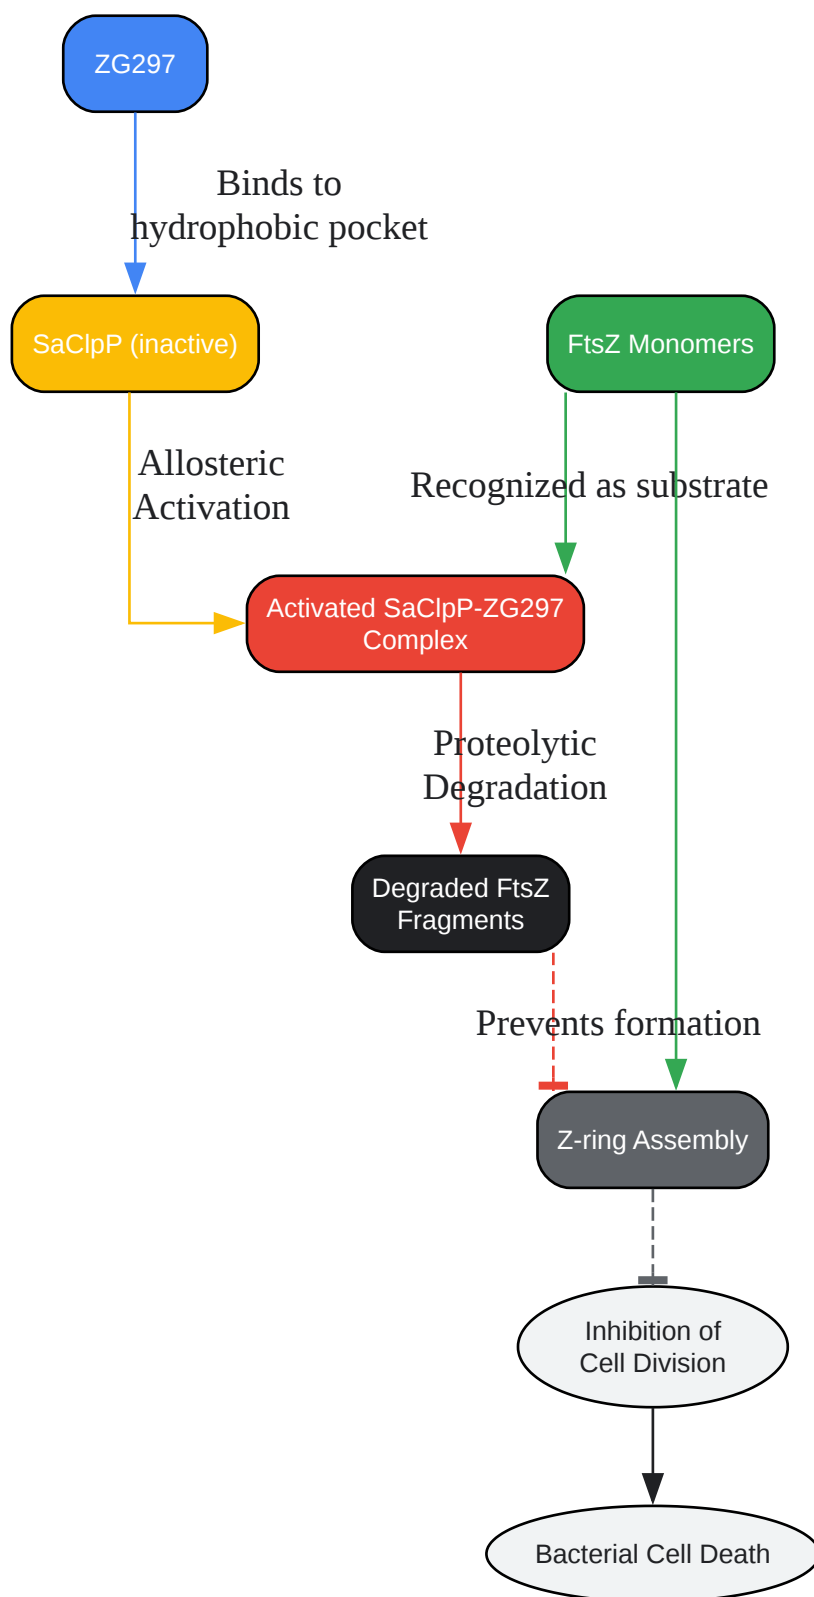 ZG297
Binds to
hydrophobic pocket
SaClpP (inactive)
FtsZ Monomers
Allosteric
Activation
Recognized as substrate
Activated SaClpP-ZG297
Complex
Proteolytic
Degradation
Degraded FtsZ
Fragments
Prevents formation
Z-ring Assembly
Inhibition of
Cell Division
Bacterial Cell Death